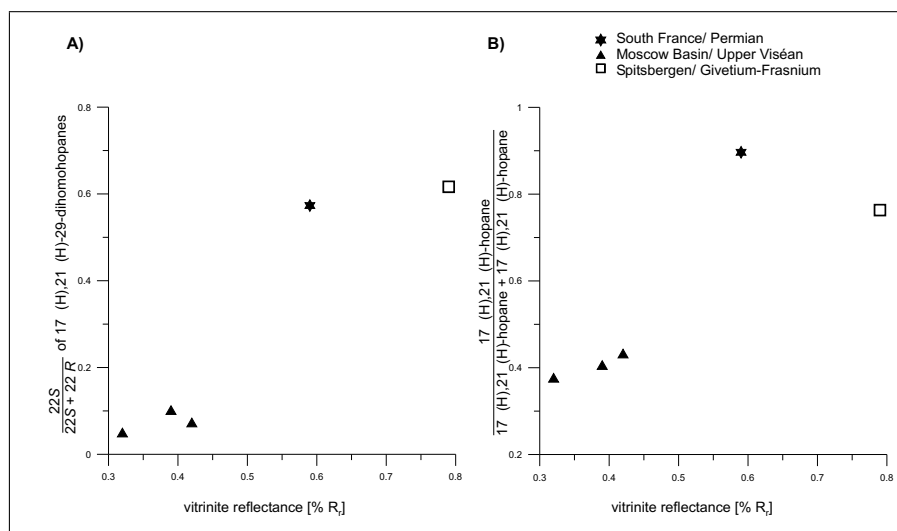 A)
B)
South France/ Permian
Moscow Basin/ Upper Viséan
Spitsbergen/ Givetium-Frasnium
22S
22S + 22 R
of 17 (H),21 (H)-29-dihomohopanes
0.8
0.6
0.4
0.2
0
0.3 0.4 0.5 0.6 0.7 0.8
vitrinite reflectance [% Rr]
17 (H),21 (H)-hopane
17 (H),21 (H)-hopane + 17 (H),21 (H)-hopane
1
0.8
0.6
0.4
0.2
0.3 0.4 0.5 0.6 0.7 0.8
vitrinite reflectance [% Rr]